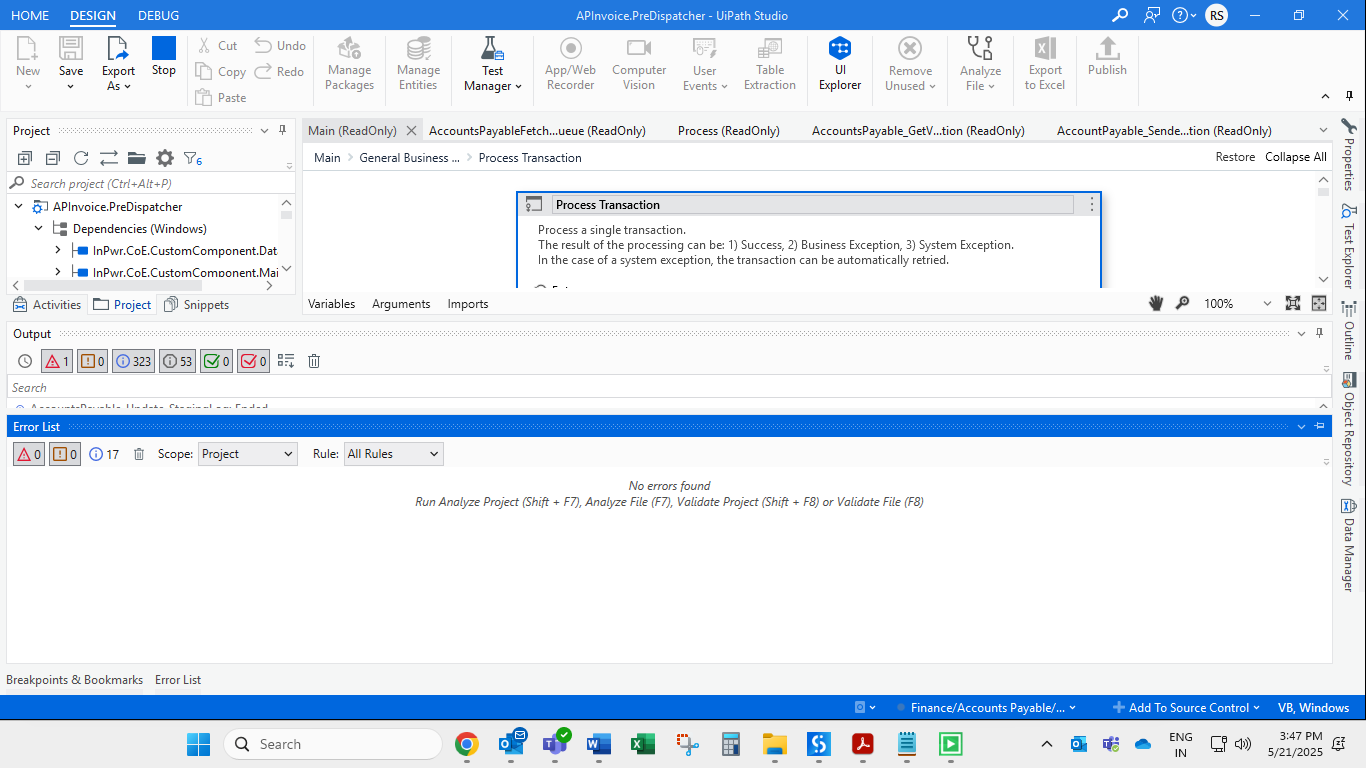 HOME DESIGN DEBUG APInvoice.PreDispatcher - UiPath Studio RS
New Save Export As Stop Cut Copy Paste Undo Redo Manage Packages Manage Entities Test Manager App/Web Recorder Computer Vision User Events Table Extraction UI Explorer Remove Unused Analyze File Export to Excel Publish
Project
6
Search project (Ctrl+Alt+P)
APInvoice.PreDispatcher
Dependencies (Windows)
InPwr.CoE.CustomComponent.Dat
InPwr.CoE.CustomComponent.Mai
Activities Project Snippets
Main (ReadOnly) AccountsPayableFetch...ueue (ReadOnly) Process (ReadOnly) AccountsPayable_GetV...tion (ReadOnly) AccountPayable_Sende...tion (ReadOnly)
Main > General Business ... > Process Transaction Restore Collapse All
Process Transaction
Process a single transaction.
The result of the processing can be: 1) Success, 2) Business Exception, 3) System Exception.
In the case of a system exception, the transaction can be automatically retried.
Variables Arguments Imports 100%
Properties
Test Explorer
Outline
Object Repository
Data Manager
Output
1 0 323 53 0 0
Search
AccountsPayable_Update_StagingLog: Ended
Error List
0 0 17 Scope: Project Rule: All Rules
No errors found
Run Analyze Project (Shift + F7), Analyze File (F7), Validate Project (Shift + F8) or Validate File (F8)
Breakpoints & Bookmarks Error List
Finance/Accounts Payable/... Add To Source Control VB, Windows
Search
ENG
IN
3:47 PM
5/21/2025